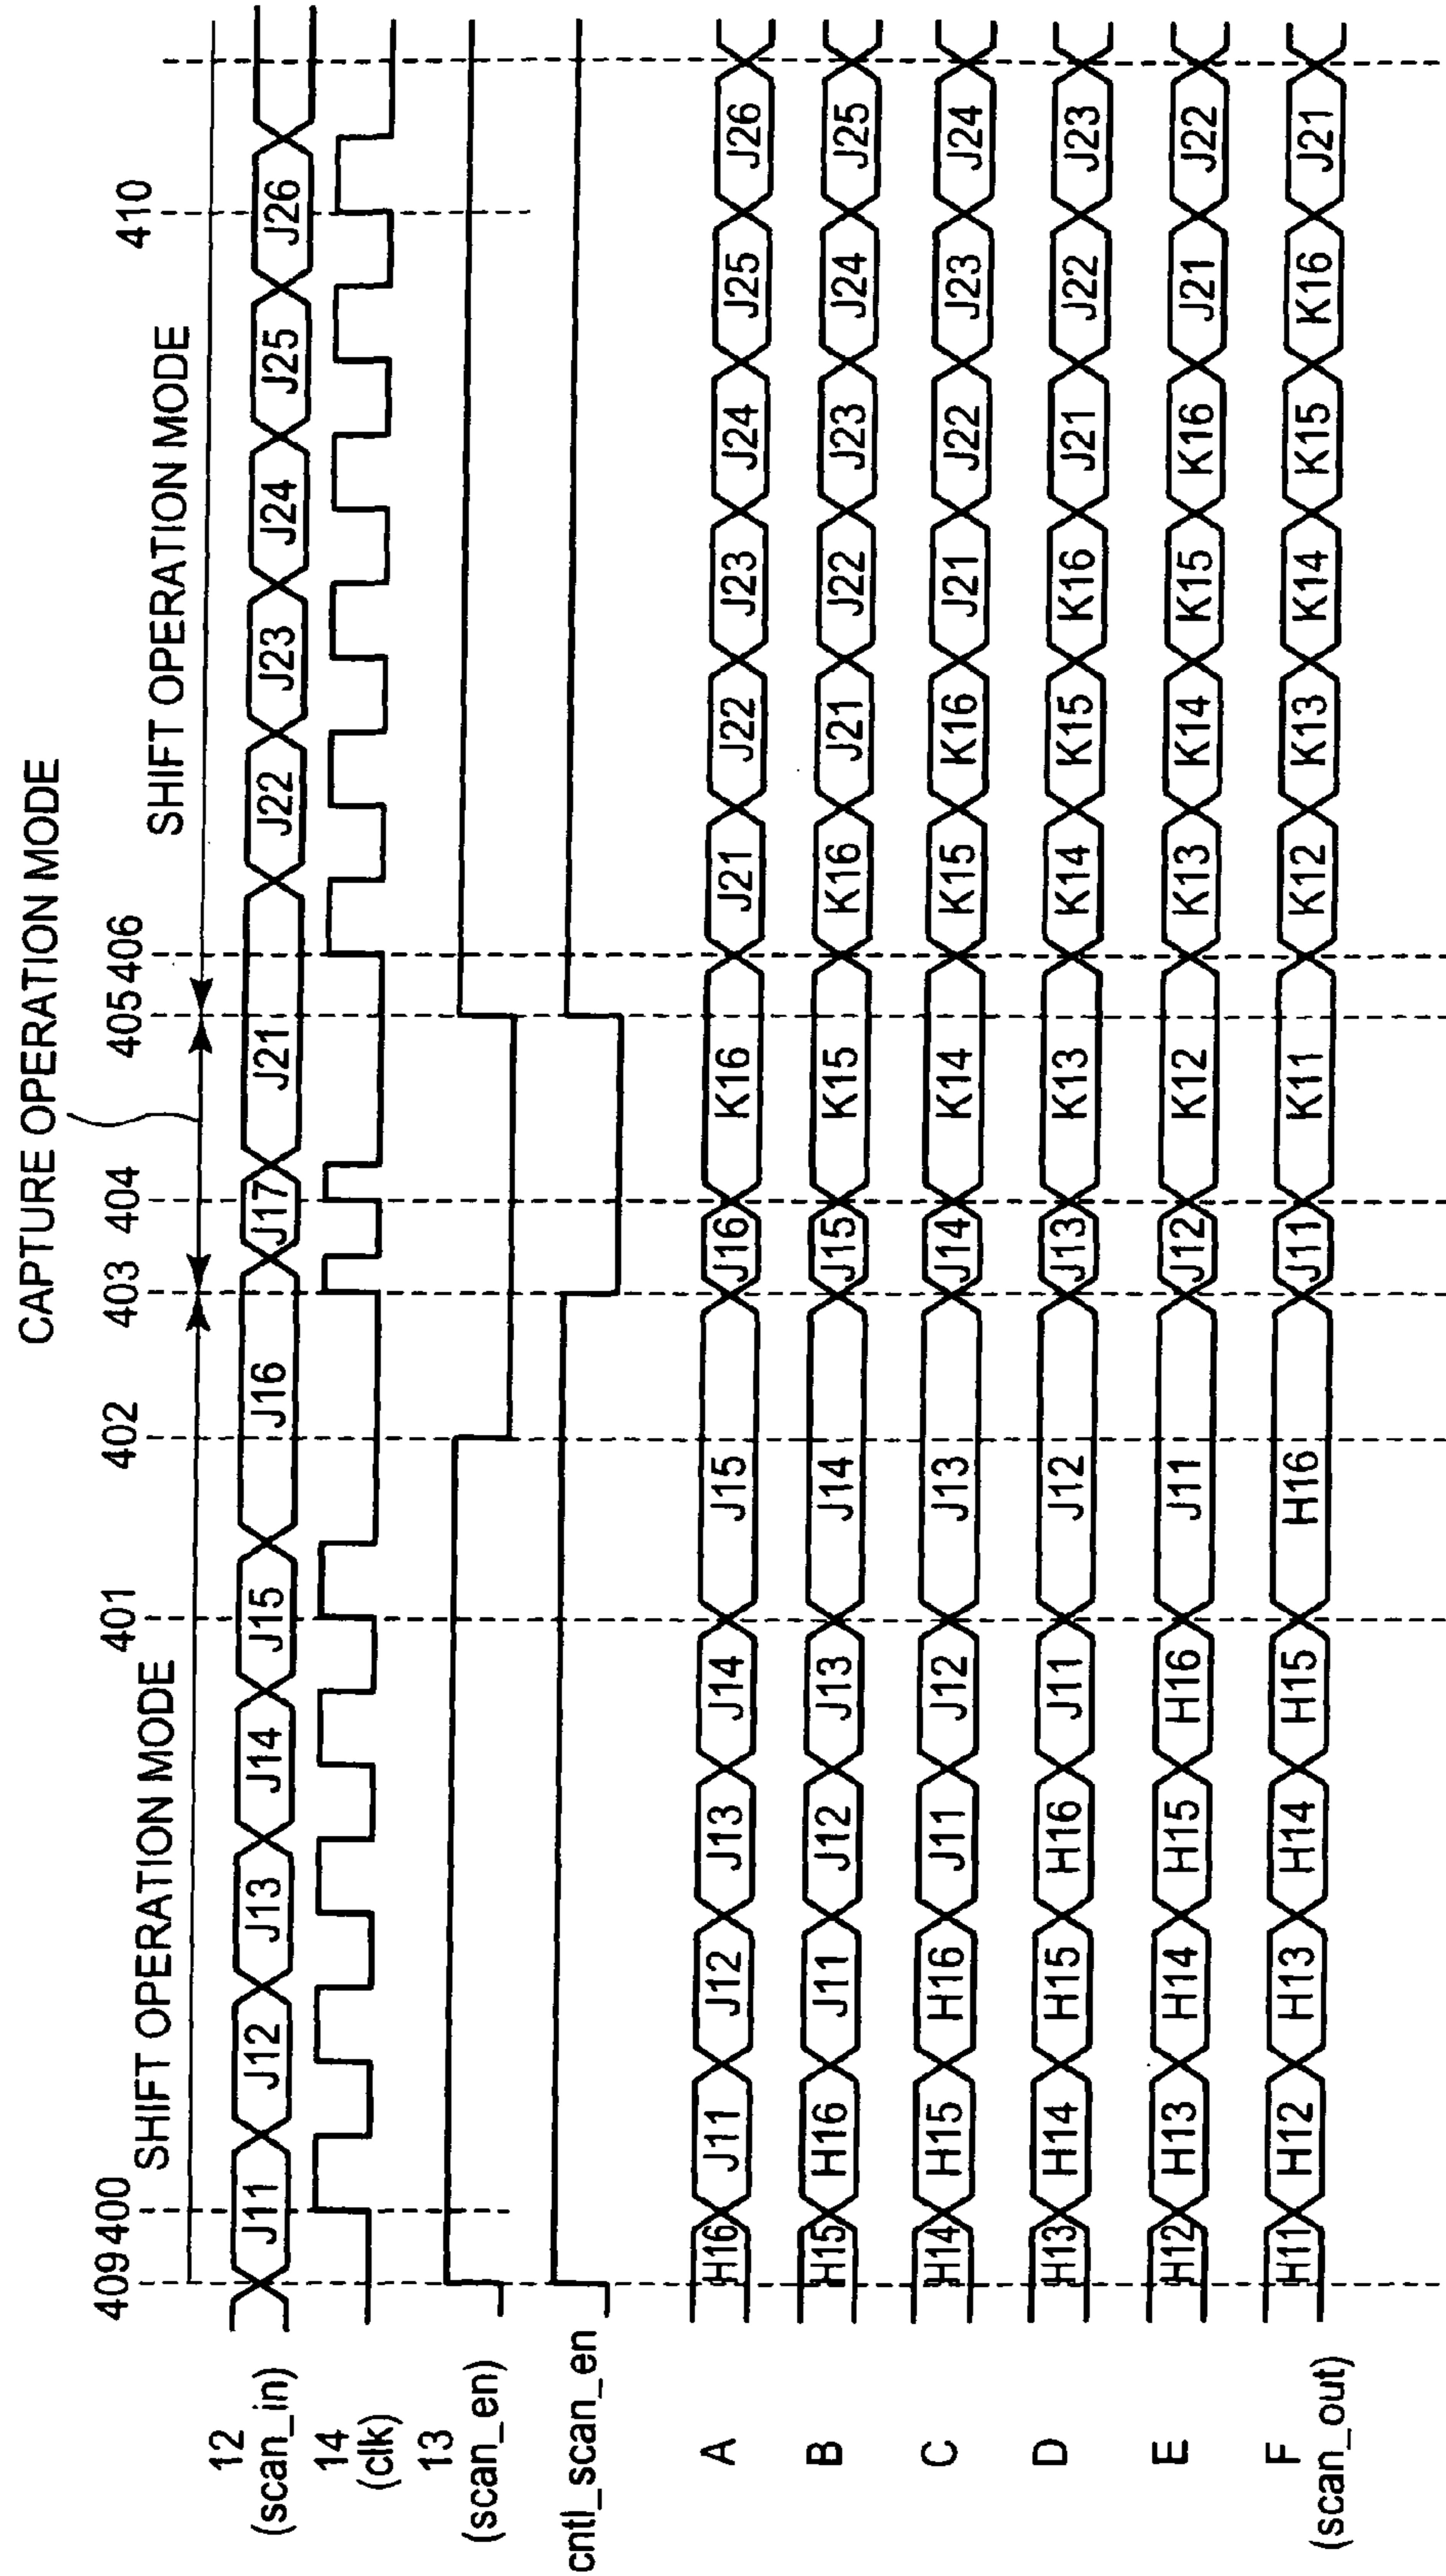 CAPTURE OPERATION MODE
409 400 401 402 403 404 405 406 410
SHIFT OPERATION MODE SHIFT OPERATION MODE
12 (scan_in) J11 J12 J13 J14 J15 J16 J17 J21 J22 J23 J24 J25 J26
14 (clk)
13 (scan_en)
cntl_scan_en
A H16 J11 J12 J13 J14 J15 J16 K16 J21 J22 J23 J24 J25 J26
B H15 H16 J11 J12 J13 J14 J15 K15 K16 J21 J22 J23 J24 J25
C H14 H15 H16 J11 J12 J13 J14 K14 K15 K16 J21 J22 J23 J24
D H13 H14 H15 H16 J11 J12 J13 K13 K14 K15 K16 J21 J22 J23
E H12 H13 H14 H15 H16 J11 J12 K12 K13 K14 K15 K16 J21 J22
F (scan_out) H11 H12 H13 H14 H15 H16 J11 K11 K12 K13 K14 K15 K16 J21